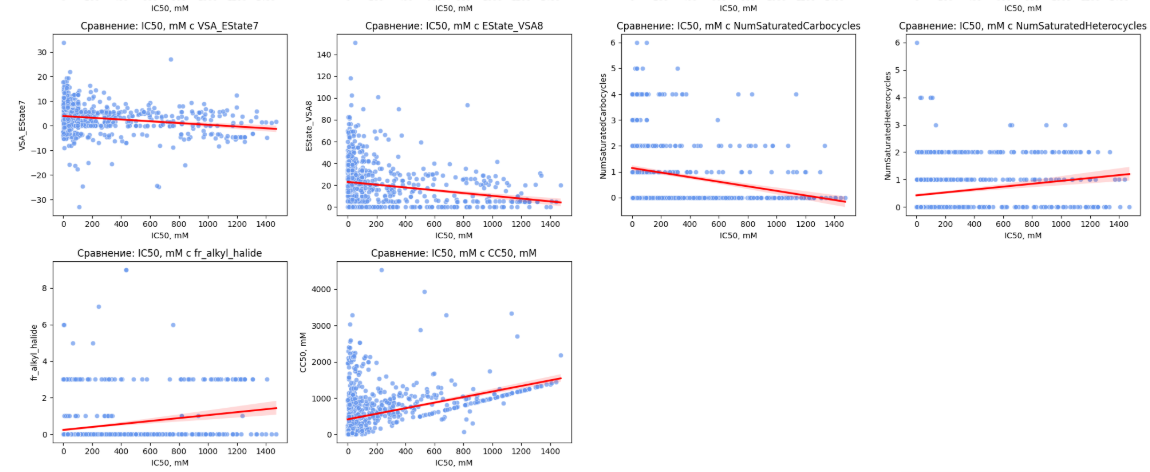 IC50, mM IC50, mM IC50, mM IC50, mM
Сравнение: IC50, mM с VSA_EState7
30
20
10
0
−10
−20
−30
VSA_EState7
0 200 400 600 800 1000 1200 1400
IC50, mM
Сравнение: IC50, mM с EState_VSA8
140
120
100
80
60
40
20
0
EState_VSA8
0 200 400 600 800 1000 1200 1400
IC50, mM
Сравнение: IC50, mM с NumSaturatedCarbocycles
6
5
4
3
2
1
0
NumSaturatedCarbocycles
0 200 400 600 800 1000 1200 1400
IC50, mM
Сравнение: IC50, mM с NumSaturatedHeterocycles
6
5
4
3
2
1
0
NumSaturatedHeterocycles
0 200 400 600 800 1000 1200 1400
IC50, mM
Сравнение: IC50, mM с fr_alkyl_halide
8
6
4
2
0
fr_alkyl_halide
0 200 400 600 800 1000 1200 1400
IC50, mM
Сравнение: IC50, mM с CC50, mM
4000
3000
2000
1000
0
CC50, mM
0 200 400 600 800 1000 1200 1400
IC50, mM